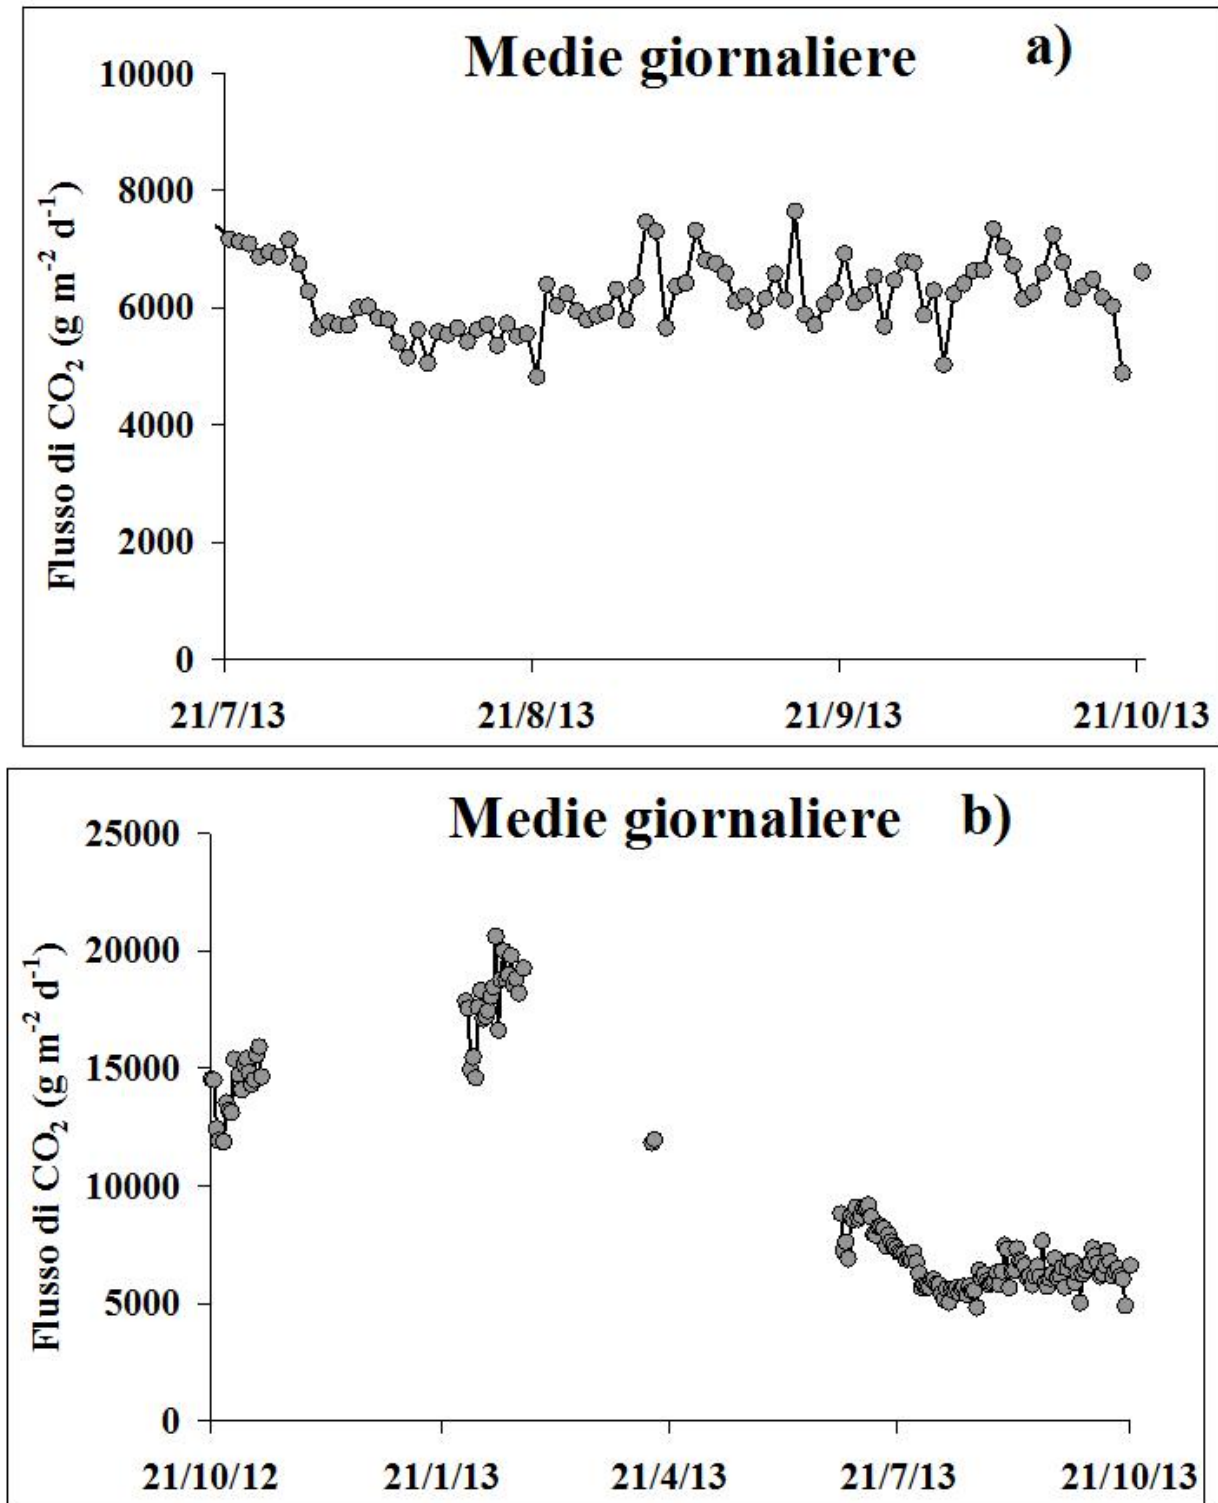 Medie giornaliere a)
Flusso di CO₂ (g m⁻² d⁻¹)
10000
8000
6000
4000
2000
0
21/7/13 21/8/13 21/9/13 21/10/13
Medie giornaliere b)
Flusso di CO₂ (g m⁻² d⁻¹)
25000
20000
15000
10000
5000
0
21/10/12 21/1/13 21/4/13 21/7/13 21/10/13